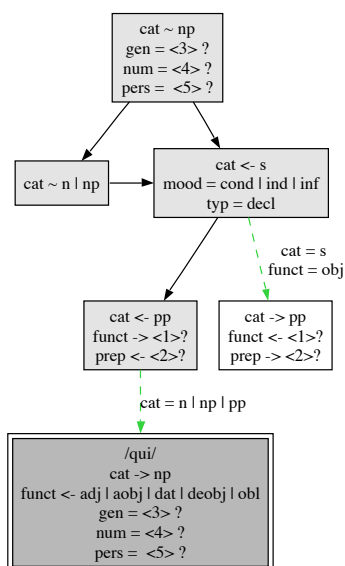 cat ~ np
gen = <3> ?
num = <4> ?
pers =  <5> ?
cat ~ n | np
cat <- s
mood = cond | ind | inf
typ = decl
cat = s
funct = obj
cat <- pp
funct -> <1>?
prep <- <2>?
cat -> pp
funct <- <1>?
prep -> <2>?
cat = n | np | pp
/qui/
cat -> np
funct <- adj | aobj | dat | deobj | obl
gen = <3> ?
num = <4> ?
pers =  <5> ?